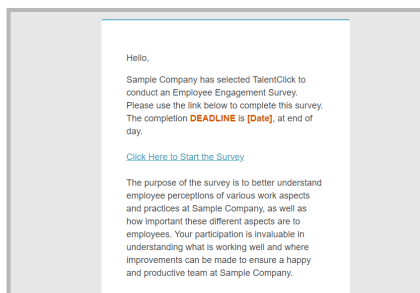 Hello,
Sample Company has selected TalentClick to
conduct an Employee Engagement Survey.
Please use the link below to complete this survey.
The completion DEADLINE is [Date], at end of
day.
Click Here to Start the Survey
The purpose of the survey is to better understand
employee perceptions of various work aspects
and practices at Sample Company, as well as
how important these different aspects are to
employees. Your participation is invaluable in
understanding what is working well and where
improvements can be made to ensure a happy
and productive team at Sample Company.